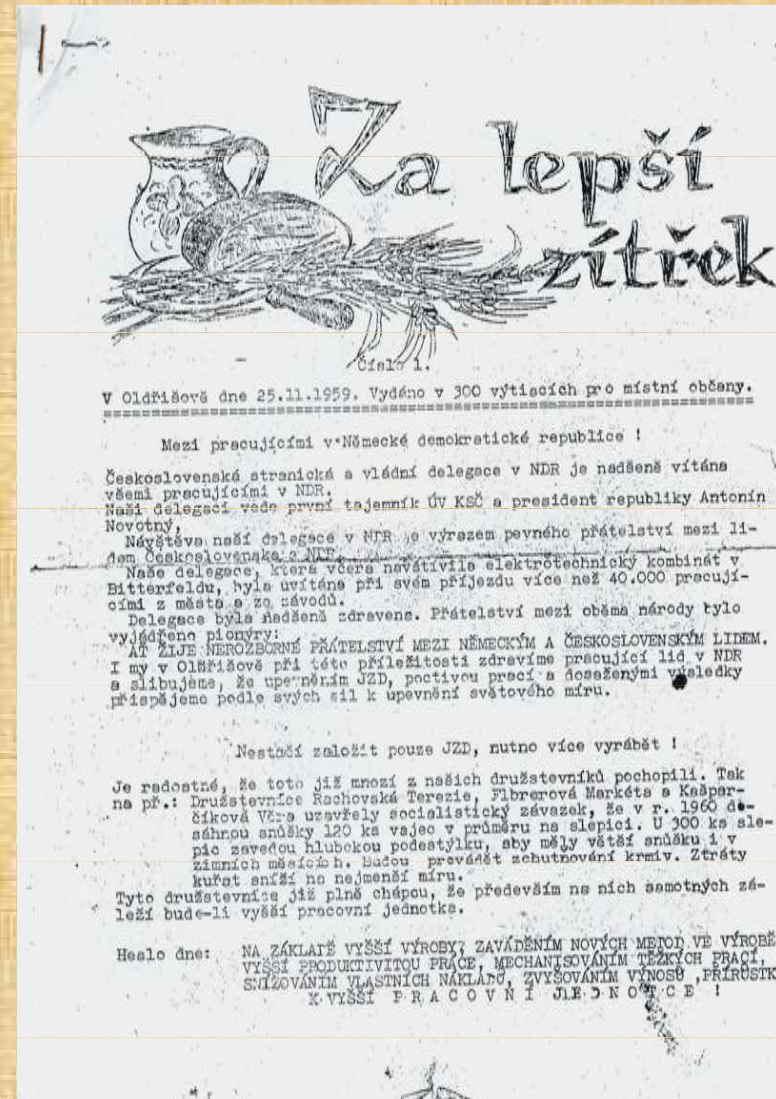 Za lepší
zítřek
Číslo 1.
V Oldřišově dne 25.11.1959. Vydáno v 300 výtiscích pro místní občany.
Mezi pracujícími v Německé demokratické republice !
Československá stranická a vládní delegace v NDR je nadšeně vítána
všemi pracujícími v NDR.
Naši delegaci vede první tajemník ÚV KSČ a president republiky Antonín
Novotný,
Návštěva naší delegace v NDR je výrazem pevného přátelství mezi li-
dem Československa a NDR.
Naše delegace, která včera navštívila elektrotechnický kombinát v
Bitterfeldu, byla uvítána při svém příjezdu více než 40.000 pracují-
cími z města a ze závodů.
Delegace byla nadšeně zdravena. Přátelství mezi oběma národy bylo
vyjádřeno pionýry:
AŤ ŽIJE NEROZBORNÉ PŘÁTELSTVÍ MEZI NĚMECKÝM A ČESKOSLOVENSKÝM LIDEM.
I my v Oldřišově při této příležitosti zdravíme pracující lid v NDR
a slibujeme, že upevněním JZD, poctivou prací a dosaženými výsledky
přispějeme podle svých sil k upevnění světového míru.
Nestačí založit pouze JZD, nutno více vyrábět !
Je radostné, že toto již mnozí z našich družstevníků pochopili. Tak
na př.: Družstevnice Rachovská Terezie, Flbrerová Markéta a Kašpar-
číková Věra uzavřely socialistický závazek, že v r. 1960 do-
sáhnou snůšky 120 ks vajec v průměru na slepici. U 300 ks sle-
pic zavedou hlubokou podestýlku, aby měly větší snůšku i v
zimních měsících. Budou prevádět zchutnování krmiv. Ztráty
kuřat sníží na nejmenší míru.
Tyto družstevnice již plně chápou, že především na nich samotných zá-
leží bude-li vyšší pracovní jednotka.
Heslo dne: NA ZÁKLADĚ VYŠŠÍ VÝROBY, ZAVÁDĚNÍM NOVÝCH METOD VE VÝROBĚ
VYŠŠÍ PRODUKTIVITOU PRÁCE, MECHANISOVÁNÍM TĚŽKÝCH PRACÍ,
SNIŽOVÁNÍM VLASTNÍCH NÁKLADŮ, ZVYŠOVÁNÍM VÝNOSŮ ,PŘÍRŮSTK
K VYŠŠÍ P R A C O V N Í J E D N O T C E !